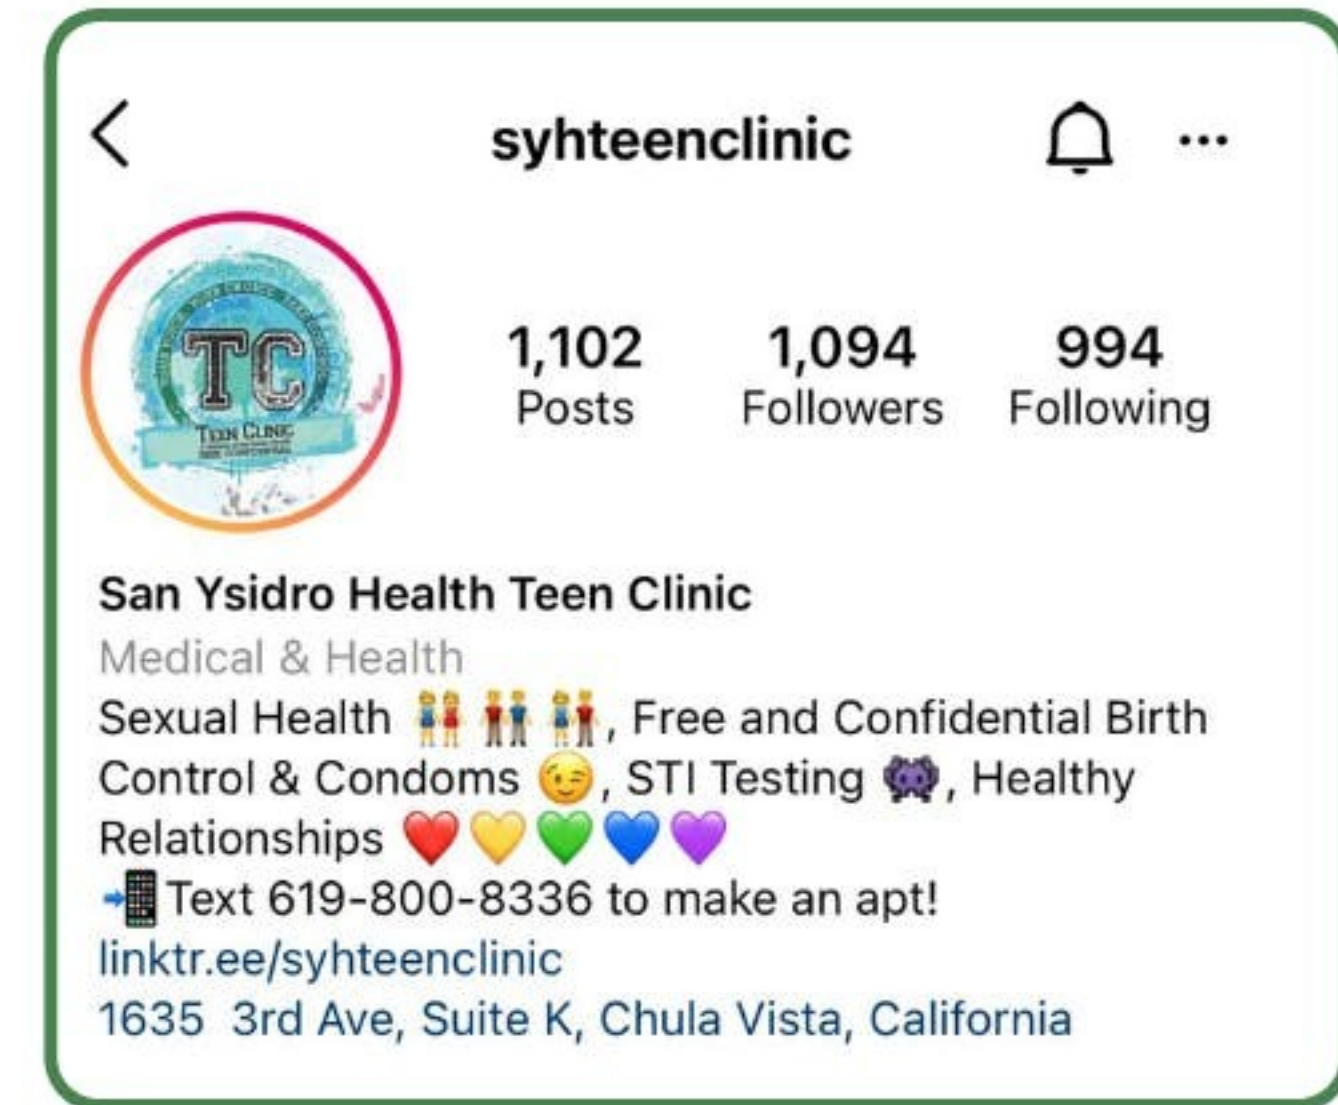 syhteenclinic
TC
TEEN CLINIC
1,102 1,094 994
Posts Followers Following
San Ysidro Health Teen Clinic
Medical & Health
Sexual Health 👭 👬 👫, Free and Confidential Birth
Control & Condoms 😉, STI Testing 👾, Healthy
Relationships ❤️💛💚💙💜
📲Text 619-800-8336 to make an apt!
linktr.ee/syhteenclinic
1635 3rd Ave, Suite K, Chula Vista, California